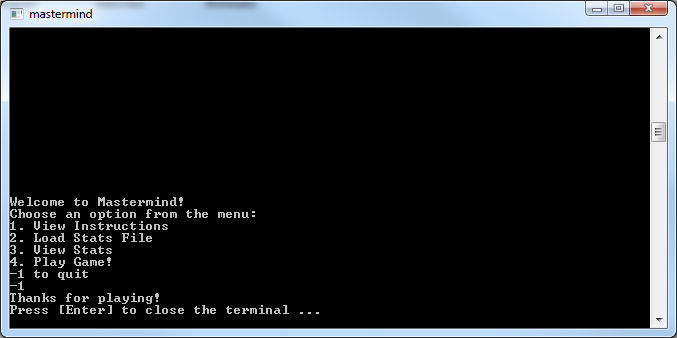 mastermind
Welcome to Mastermind!
Choose an option from the menu:
1. View Instructions
2. Load Stats File
3. View Stats
4. Play Game!
-1 to quit
-1
Thanks for playing!
Press [Enter] to close the terminal ...